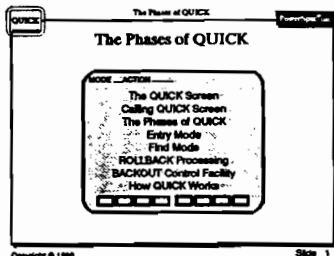 The Phases of QUICK
QUICK
The Phases of QUICK
MODE ACTION
The QUICK Screen
Calling QUICK Screen
The Phases of QUICK
Entry Mode
Find Mode
ROLLBACK Processing
BACKOUT Control Facility
How QUICK Works
Slide 1